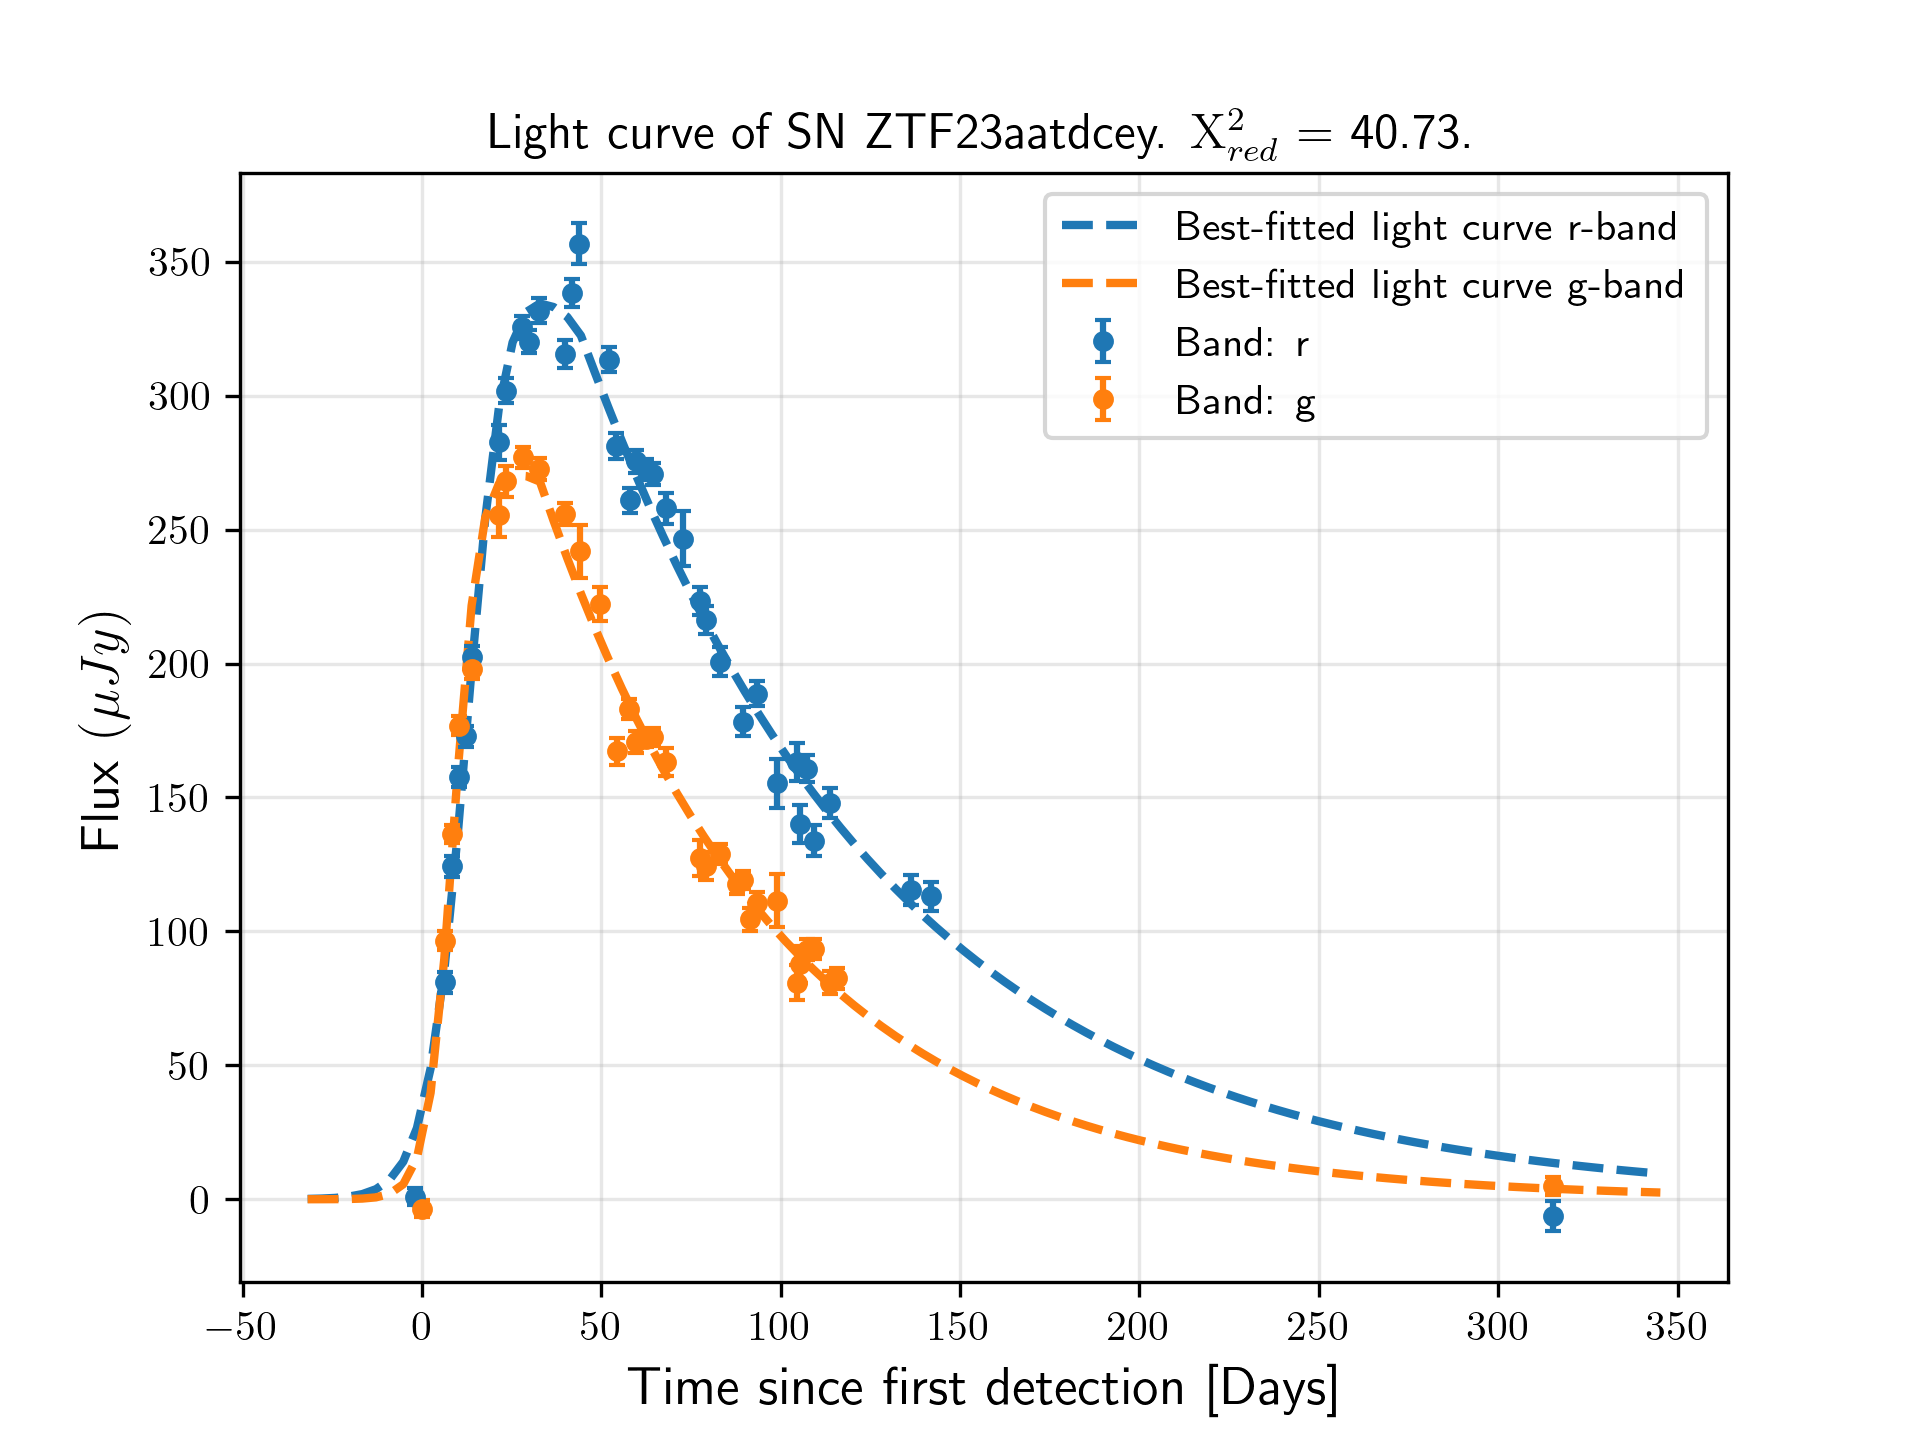 Light curve of SN ZTF23aatdcey. X²red = 40.73.
Best-fitted light curve r-band
Best-fitted light curve g-band
Band: r
Band: g
Flux (μJy)
350
300
250
200
150
100
50
0
−50 0 50 100 150 200 250 300 350
Time since first detection [Days]